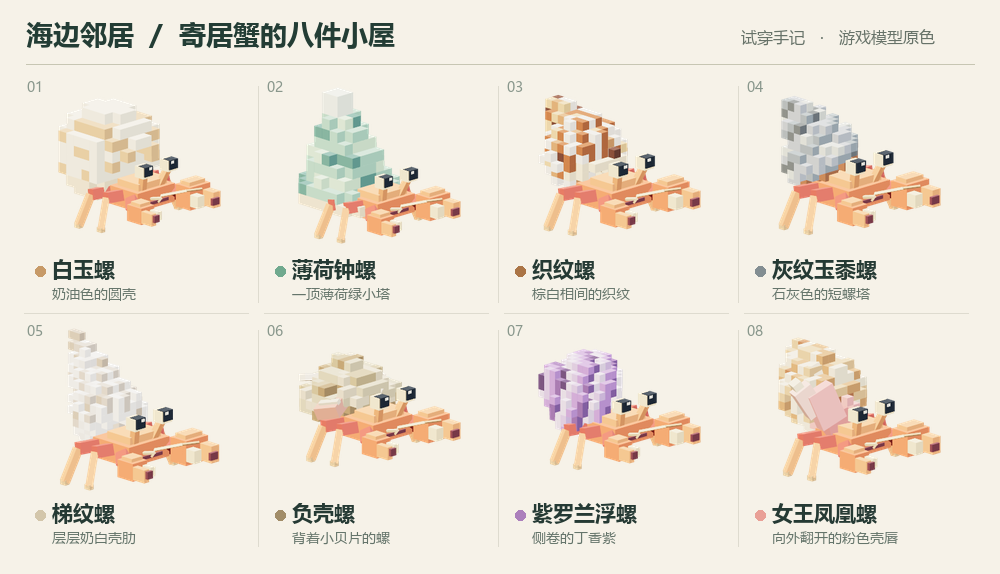 海边邻居 / 寄居蟹的八件小屋
试穿手记 · 游戏模型原色
01
02
03
04
白玉螺
奶油色的圆壳
薄荷钟螺
一顶薄荷绿小塔
织纹螺
棕白相间的织纹
灰纹玉黍螺
石灰色的短螺塔
05
06
07
08
梯纹螺
层层奶白壳肋
负壳螺
背着小贝片的螺
紫罗兰浮螺
侧卷的丁香紫
女王凤凰螺
向外翻开的粉色壳唇